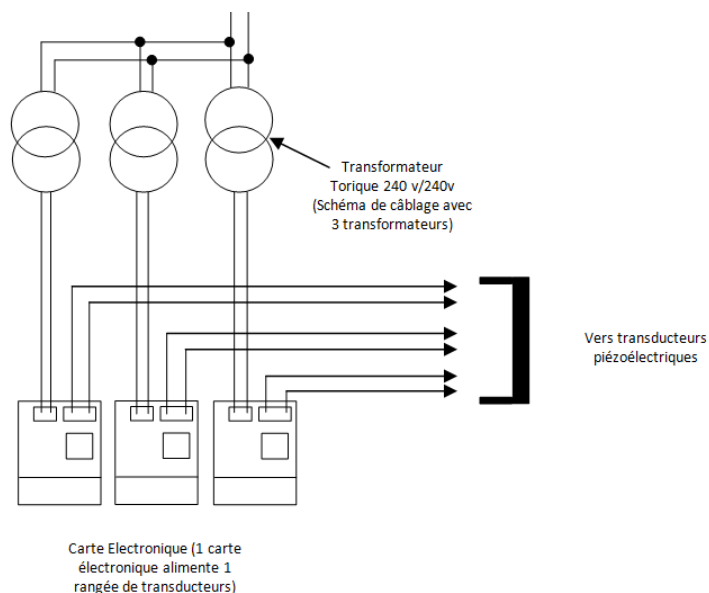 Transformateur
Torique 240 v/240v
(Schéma de câblage avec
3 transformateurs)
Vers transducteurs
piézoélectriques
Carte Electronique (1 carte
électronique alimente 1
rangée de transducteurs)